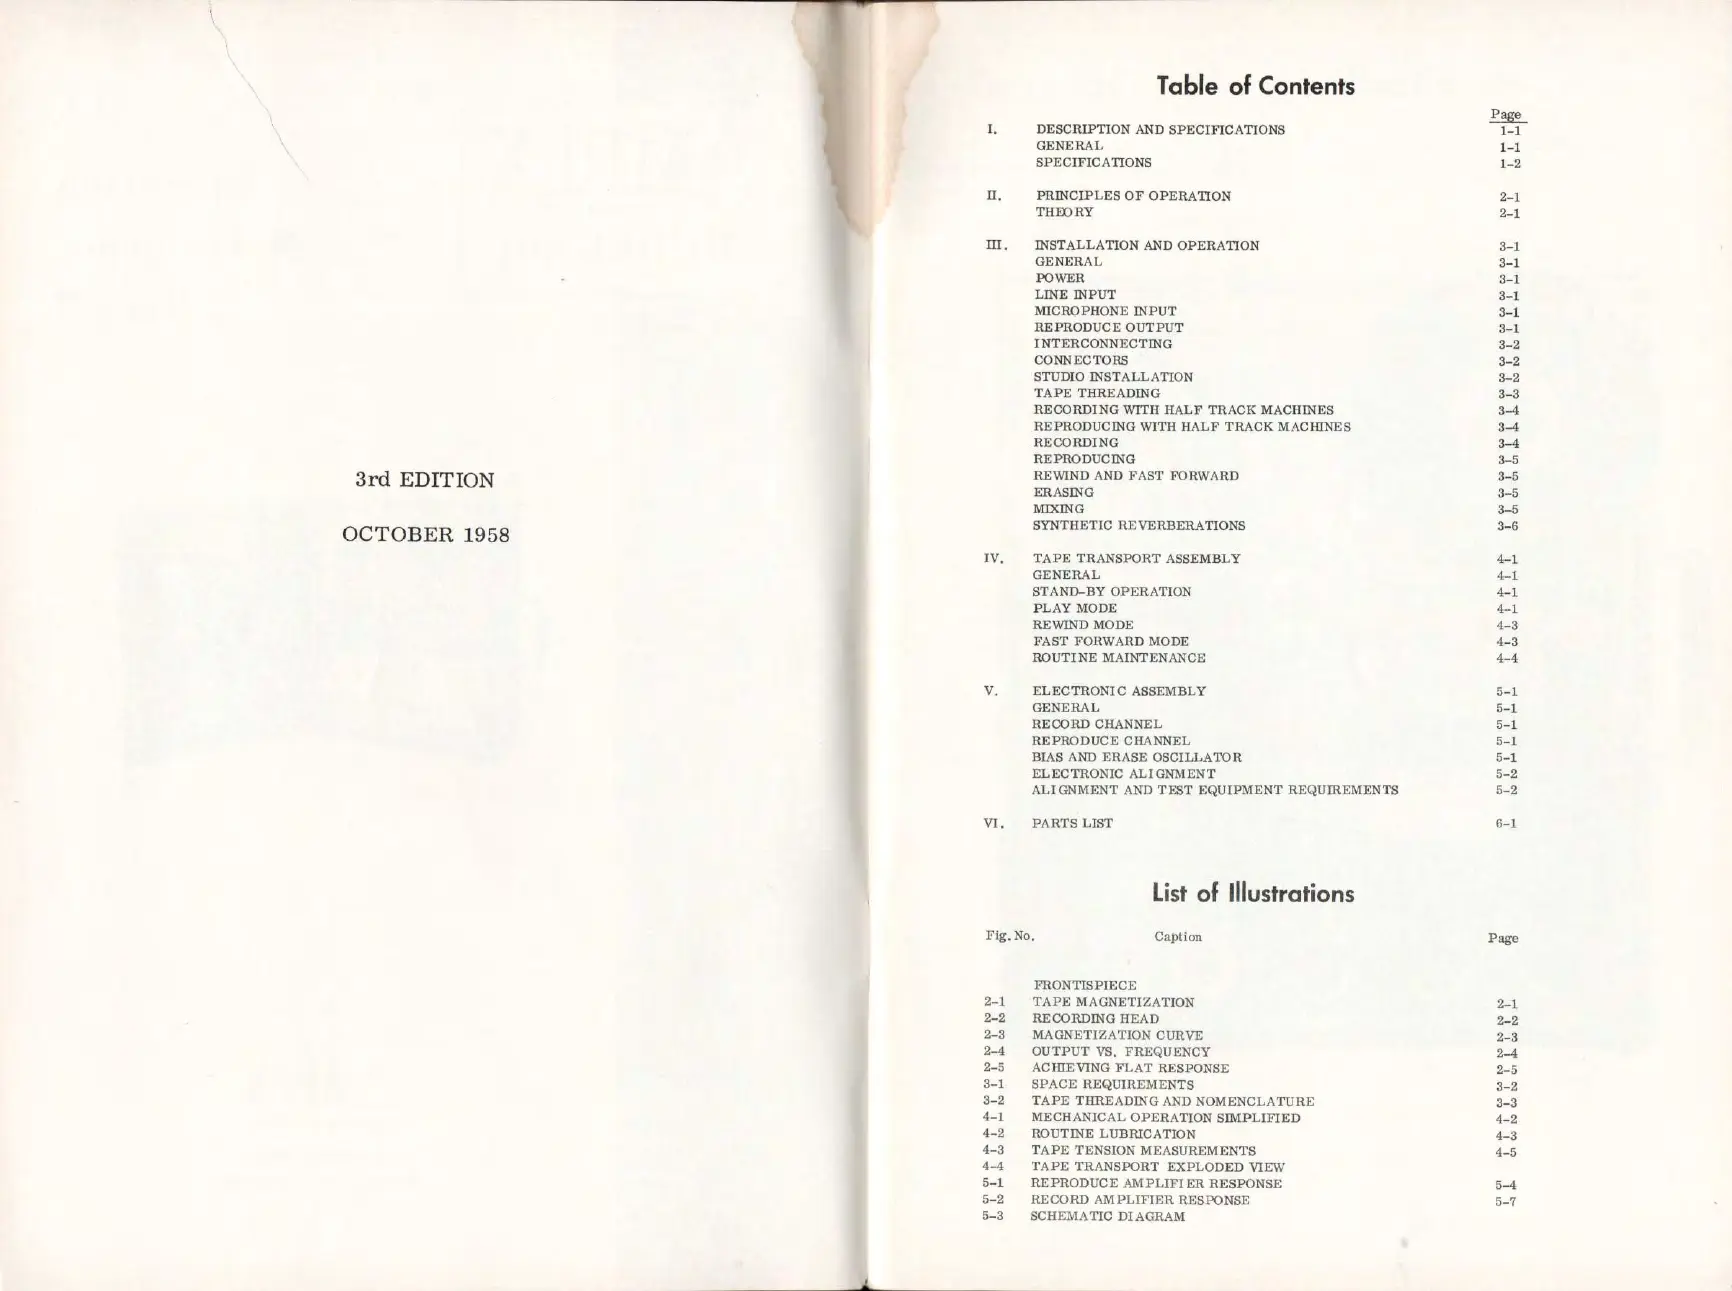 3rd EDITION
OCTOBER 1958
Table of Contents
Page
I. DESCRIPTION AND SPECIFICATIONS 1-1
GENERAL 1-1
SPECIFICATIONS 1-2
II. PRINCIPLES OF OPERATION 2-1
THEORY 2-1
III. INSTALLATION AND OPERATION 3-1
GENERAL 3-1
POWER 3-1
LINE INPUT 3-1
MICROPHONE INPUT 3-1
REPRODUCE OUTPUT 3-1
INTERCONNECTING 3-2
CONNECTORS 3-2
STUDIO INSTALLATION 3-2
TAPE THREADING 3-3
RECORDING WITH HALF TRACK MACHINES 3-4
REPRODUCING WITH HALF TRACK MACHINES 3-4
RECORDING 3-4
REPRODUCING 3-5
REWIND AND FAST FORWARD 3-5
ERASING 3-5
MIXING 3-5
SYNTHETIC REVERBERATIONS 3-6
IV. TAPE TRANSPORT ASSEMBLY 4-1
GENERAL 4-1
STAND-BY OPERATION 4-1
PLAY MODE 4-1
REWIND MODE 4-3
FAST FORWARD MODE 4-3
ROUTINE MAINTENANCE 4-4
V. ELECTRONIC ASSEMBLY 5-1
GENERAL 5-1
RECORD CHANNEL 5-1
REPRODUCE CHANNEL 5-1
BIAS AND ERASE OSCILLATOR 5-1
ELECTRONIC ALIGNMENT 5-2
ALIGNMENT AND TEST EQUIPMENT REQUIREMENTS 5-2
VI. PARTS LIST 6-1
List of Illustrations
Fig. No. Caption Page
FRONTISPIECE
2-1 TAPE MAGNETIZATION 2-1
2-2 RECORDING HEAD 2-2
2-3 MAGNETIZATION CURVE 2-3
2-4 OUTPUT VS. FREQUENCY 2-4
2-5 ACHIEVING FLAT RESPONSE 2-5
3-1 SPACE REQUIREMENTS 3-2
3-2 TAPE THREADING AND NOMENCLATURE 3-3
4-1 MECHANICAL OPERATION SIMPLIFIED 4-2
4-2 ROUTINE LUBRICATION 4-3
4-3 TAPE TENSION MEASUREMENTS 4-5
4-4 TAPE TRANSPORT EXPLODED VIEW
5-1 REPRODUCE AMPLIFIER RESPONSE 5-4
5-2 RECORD AMPLIFIER RESPONSE 5-7
5-3 SCHEMATIC DIAGRAM